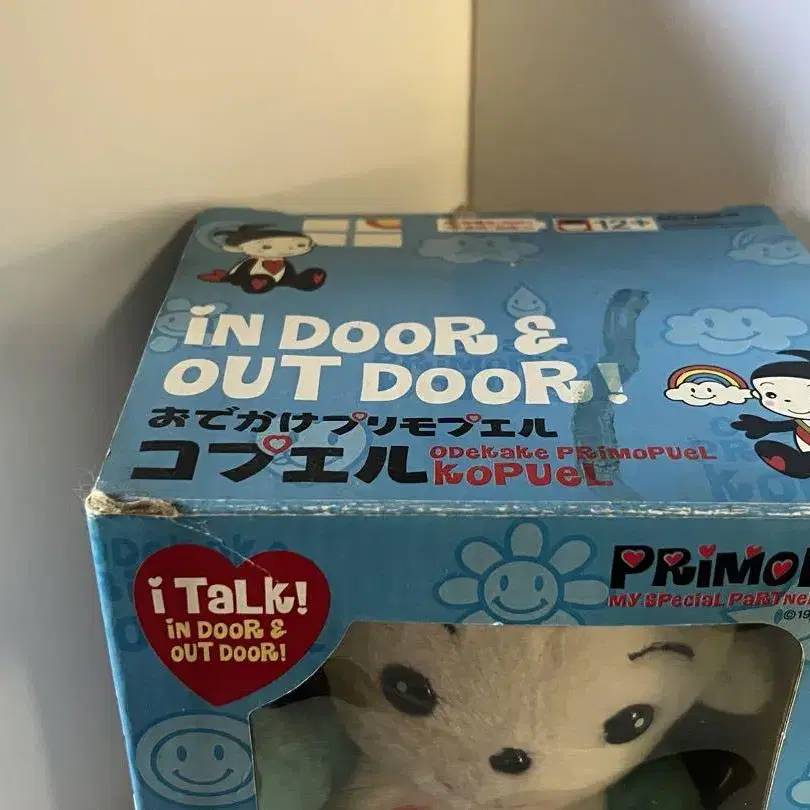 12+
iN DOOR &
OUT DOOR!
おでかけプリモプエル
コプエル
ODeKaKe PRiMOPUeL
KOPUeL
i TaLK!
iN DOOR &
OUT DOOR!
PRiMO
MY SPeCiaL PaRTNe